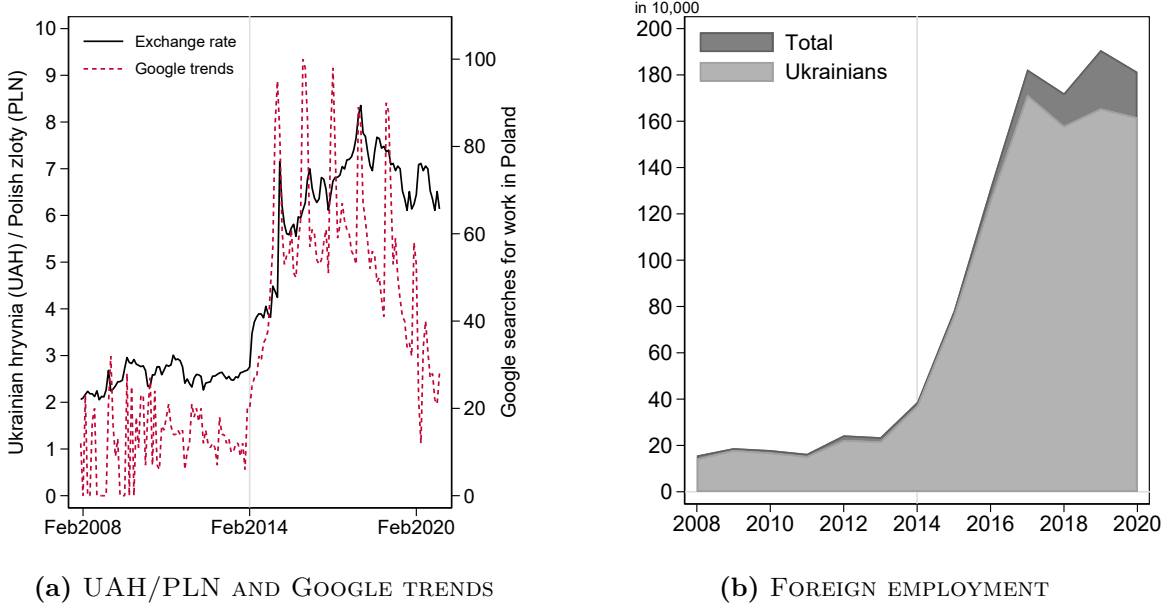 Ukrainian hryvnia (UAH) / Polish zloty (PLN)
10
9
8
7
6
5
4
3
2
1
0
Exchange rate
Google trends
100
80
60
40
20
0
Google searches for work in Poland
Feb2008
Feb2014
Feb2020
(a) UAH/PLN AND GOOGLE TRENDS
in 10,000
200
180
160
140
120
100
80
60
40
20
0
Total
Ukrainians
2008
2010
2012
2014
2016
2018
2020
(b) FOREIGN EMPLOYMENT